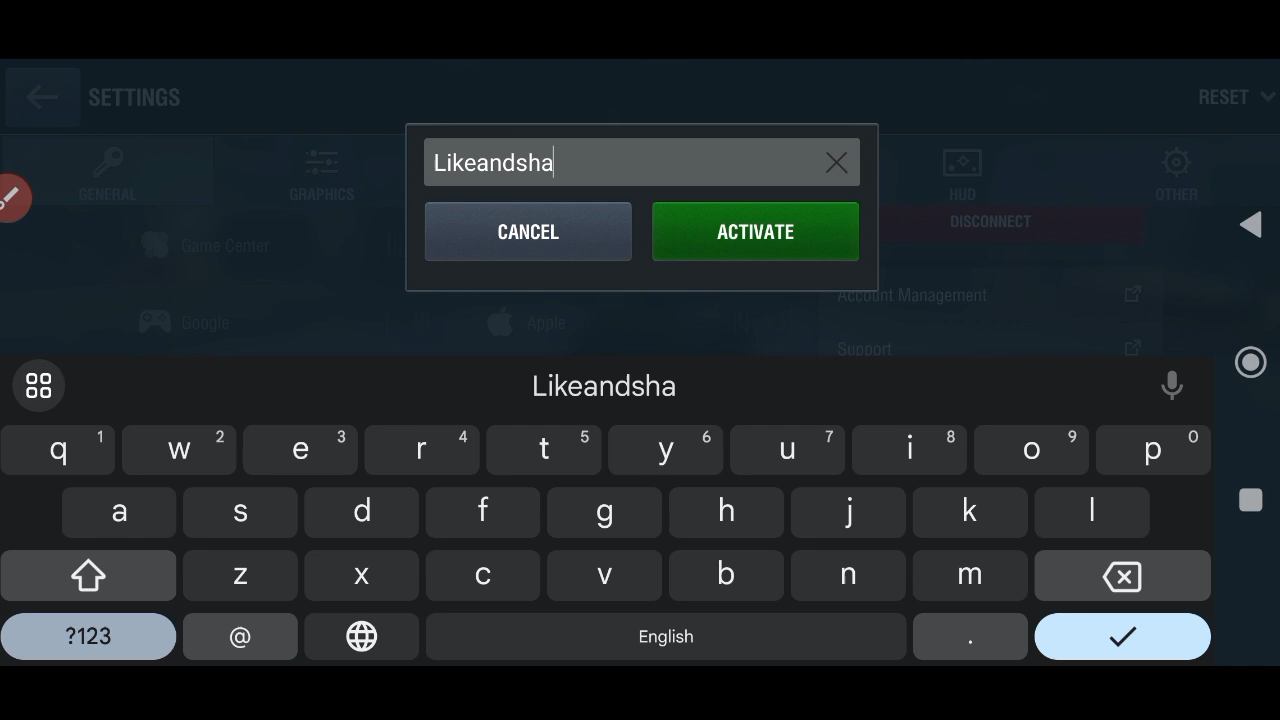 SETTINGS
RESET
Likeandsha
GENERAL
GRAPHICS
HUD
OTHER
CANCEL
ACTIVATE
DISCONNECT
Game Center
Account Management
Google
Apple
Support
Likeandsha
q 1 w 2 e 3 r 4 t 5 y 6 u 7 i 8 o 9 p 0
a s d f g h j k l
z x c v b n m
?123 @ English .